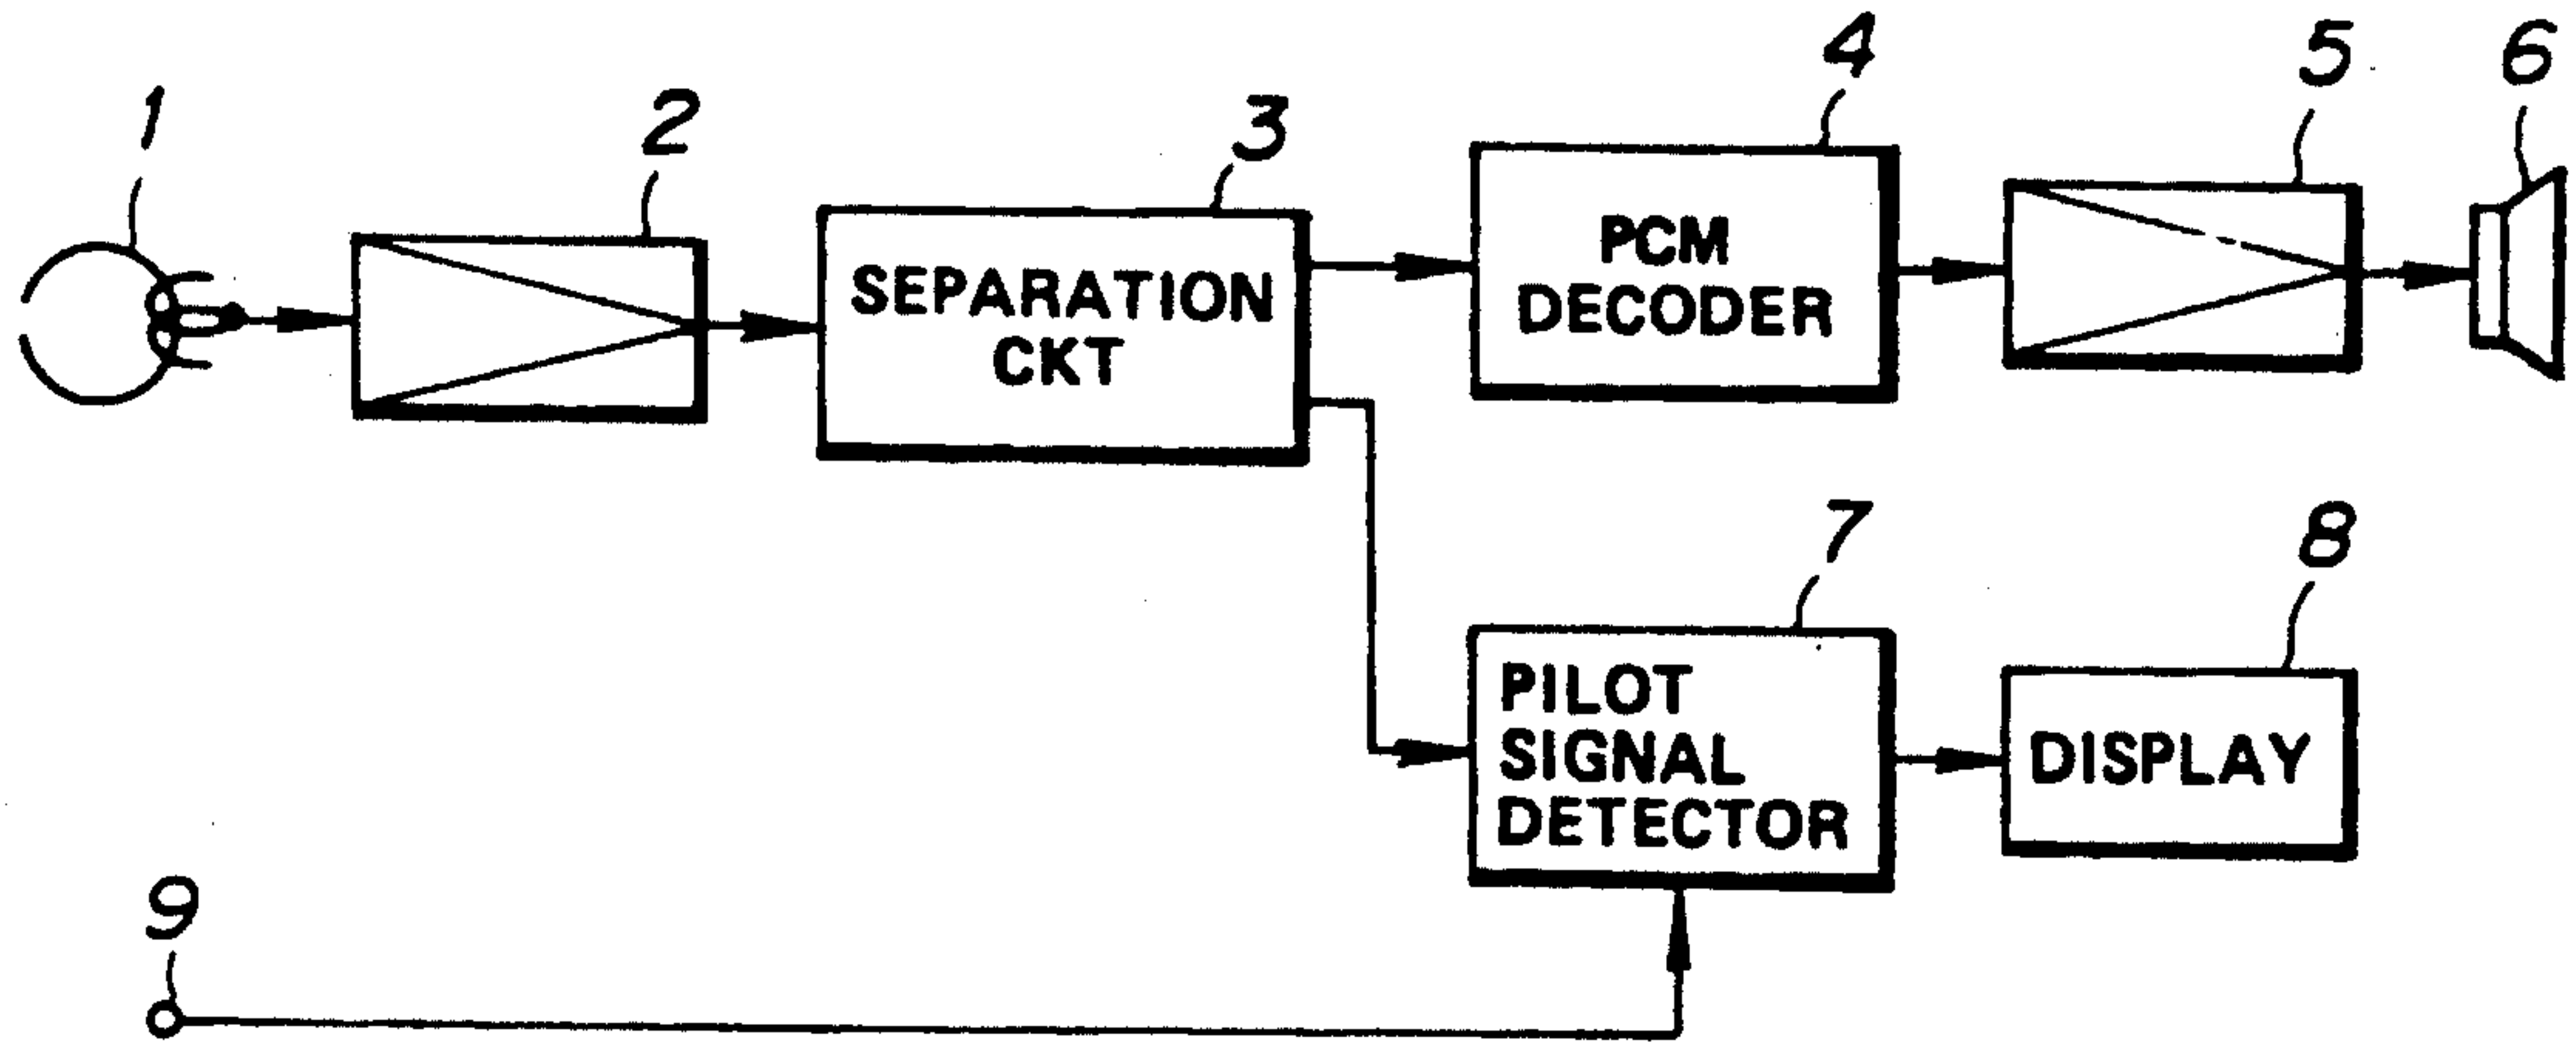 1
2
3
4
5
6
SEPARATION
CKT
PCM
DECODER
7
8
PILOT
SIGNAL
DETECTOR
DISPLAY
9